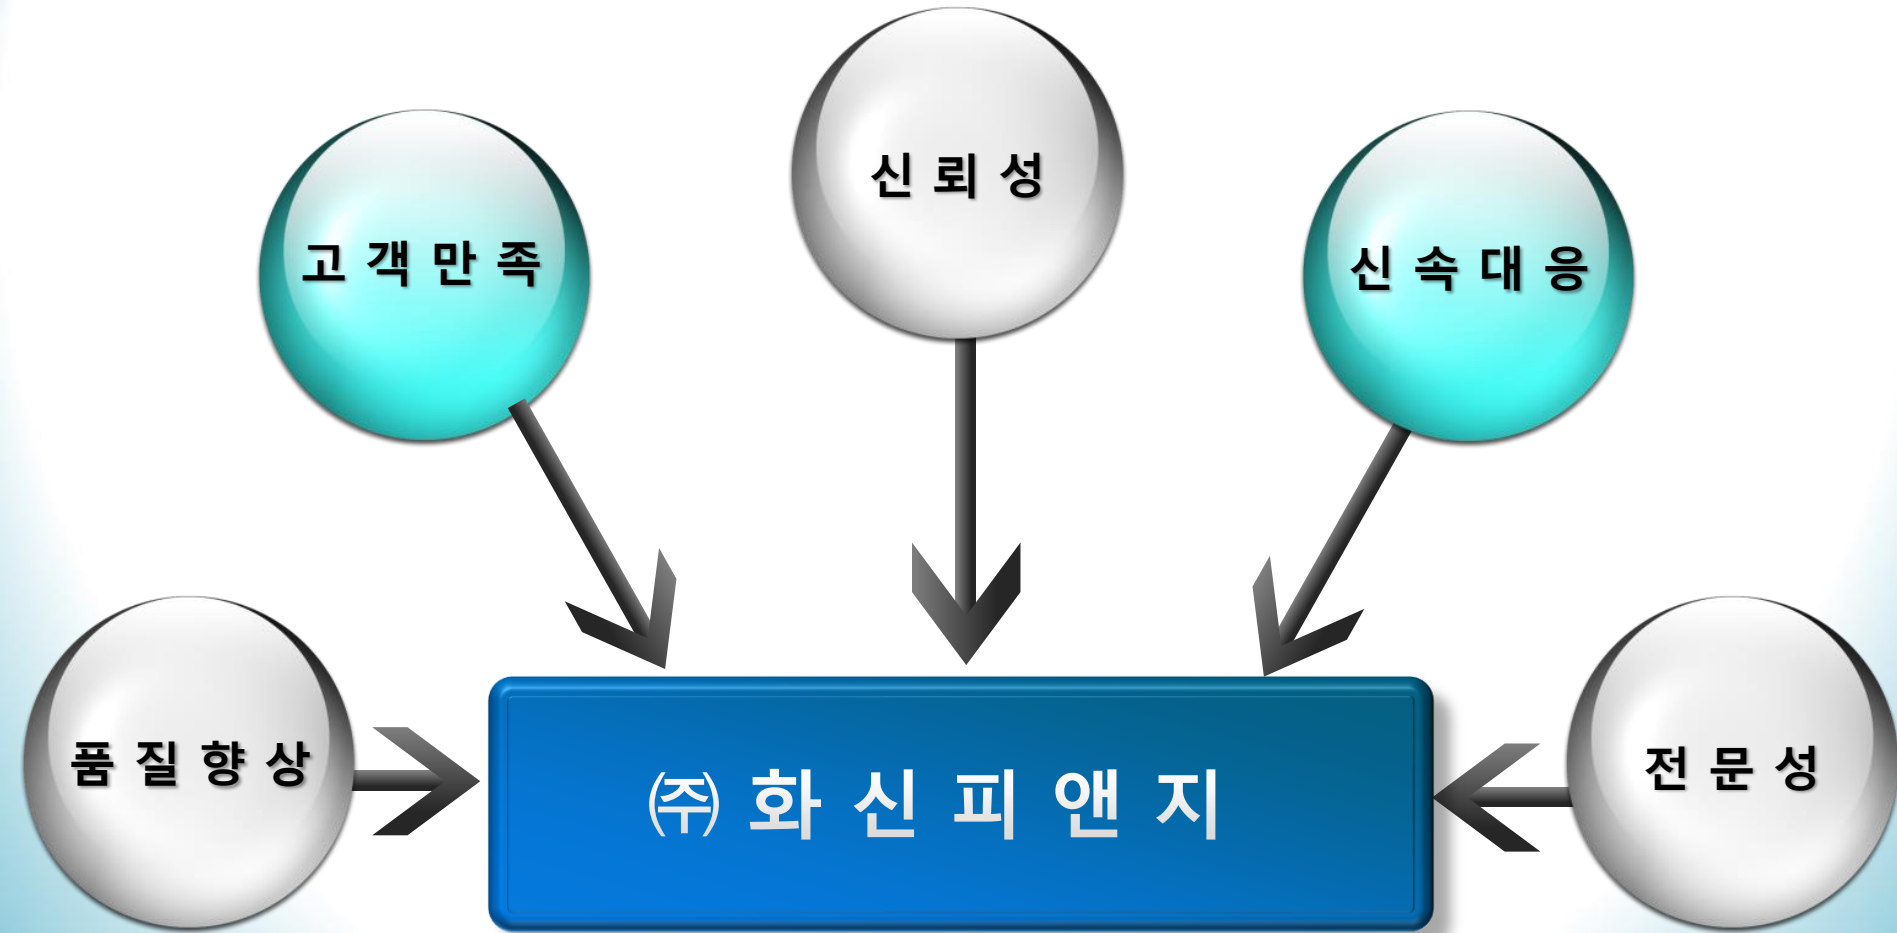 신 뢰 성
고 객 만 족
신 속 대 응
품 질 향 상
전 문 성
㈜ 화 신 피 앤 지